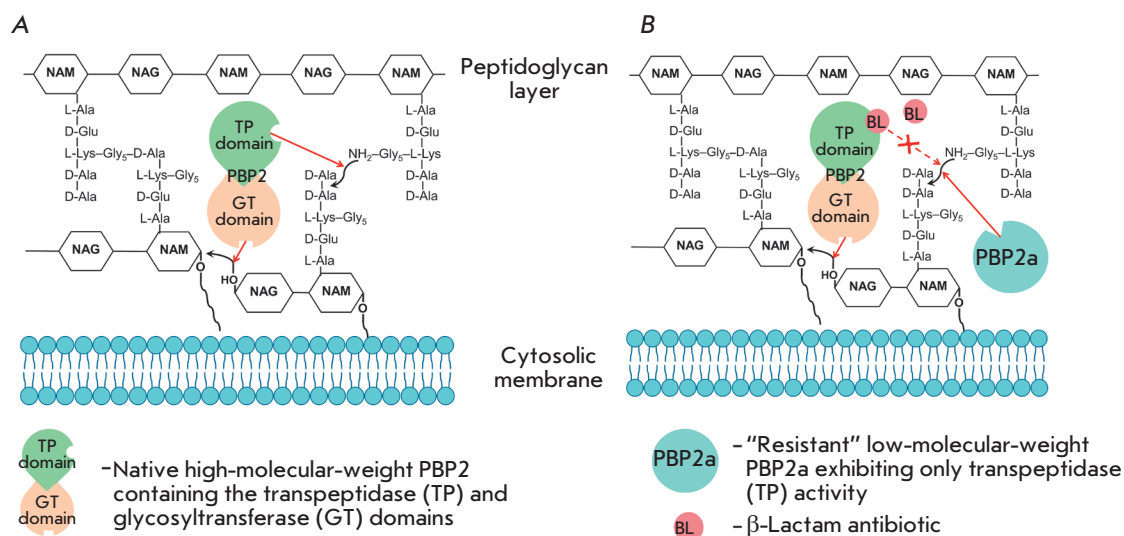 A
NAM NAG NAM NAG NAM
L-Ala
D-Glu
L-Lys–Gly5–D-Ala
D-Ala
D-Ala
L-Lys–Gly5
D-Glu
L-Ala
TP
domain
PBP2
GT
domain
L-Ala
D-Glu
NH2–Gly5–L-Lys
D-Ala
D-Ala
D-Ala
D-Ala
L-Lys–Gly5
D-Glu
L-Ala
NAG NAM
O
HO
NAG NAM
O
Peptidoglycan
layer
Cytosolic
membrane
B
NAM NAG NAM NAG NAM
L-Ala
D-Glu
L-Lys–Gly5–D-Ala
D-Ala
D-Ala
L-Lys–Gly5
D-Glu
L-Ala
BL
BL
TP
domain
PBP2
GT
domain
L-Ala
D-Glu
NH2–Gly5–L-Lys
D-Ala
D-Ala
D-Ala
D-Ala
L-Lys–Gly5
D-Glu
L-Ala
PBP2a
NAG NAM
O
HO
NAG NAM
O
TP
domain
GT
domain
–Native high-molecular-weight PBP2
containing the transpeptidase (TP) and
glycosyltransferase (GT) domains
PBP2a
– "Resistant" low-molecular-weight
PBP2a exhibiting only transpeptidase
(TP) activity
BL
– β-Lactam antibiotic